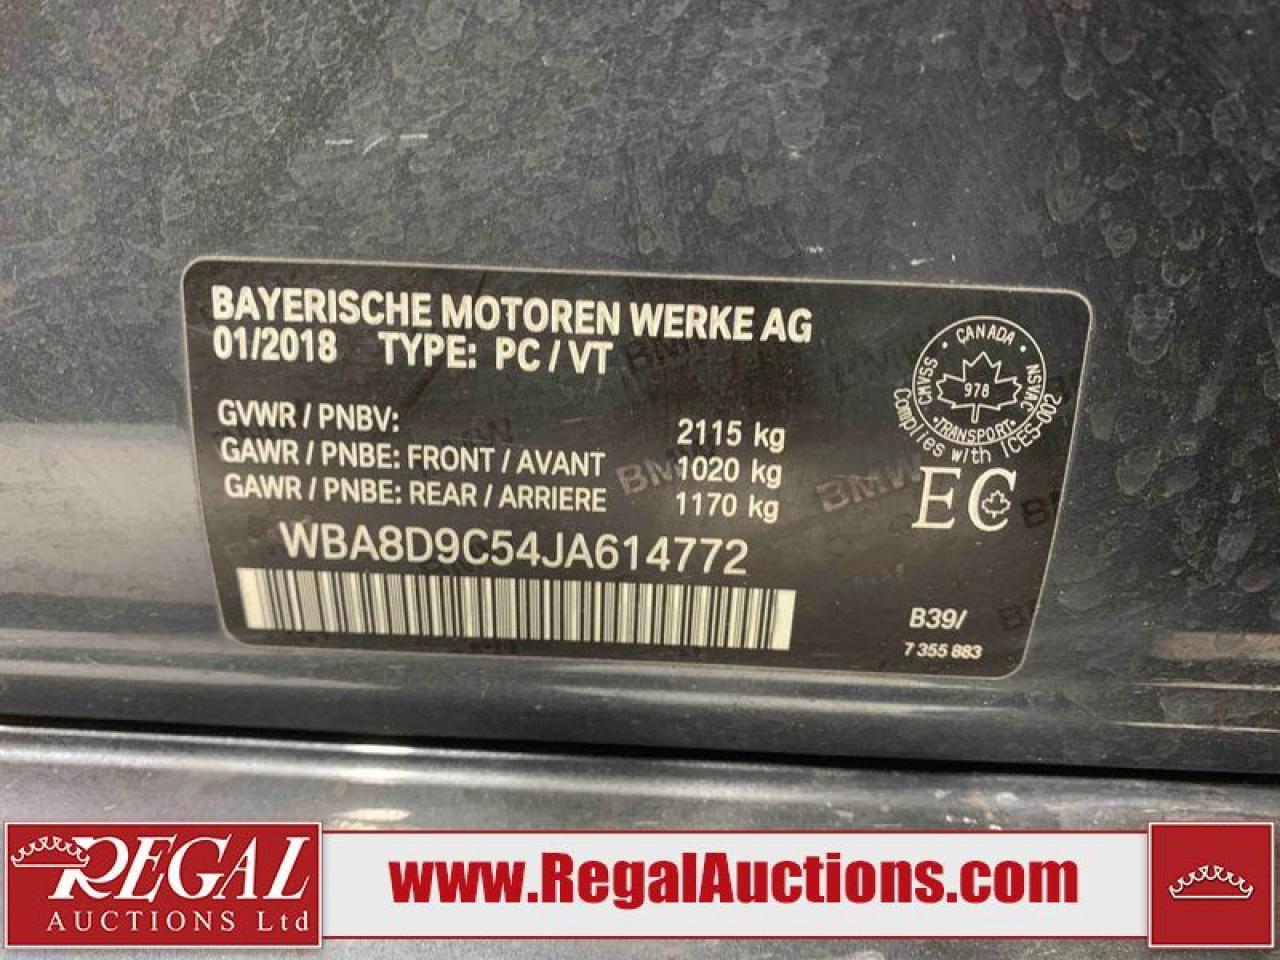 BAYERISCHE MOTOREN WERKE AG
01/2018 TYPE: PC / VT
GVWR / PNBV: 2115 kg
GAWR / PNBE: FRONT / AVANT 1020 kg
GAWR / PNBE: REAR / ARRIERE 1170 kg
WBA8D9C54JA614772
CANADA
CMVSS NSVAC
978
TRANSPORT
Complies with ICES-002
EC
B39/
7 355 883
BMW
REGAL
AUCTIONS Ltd
www.RegalAuctions.com